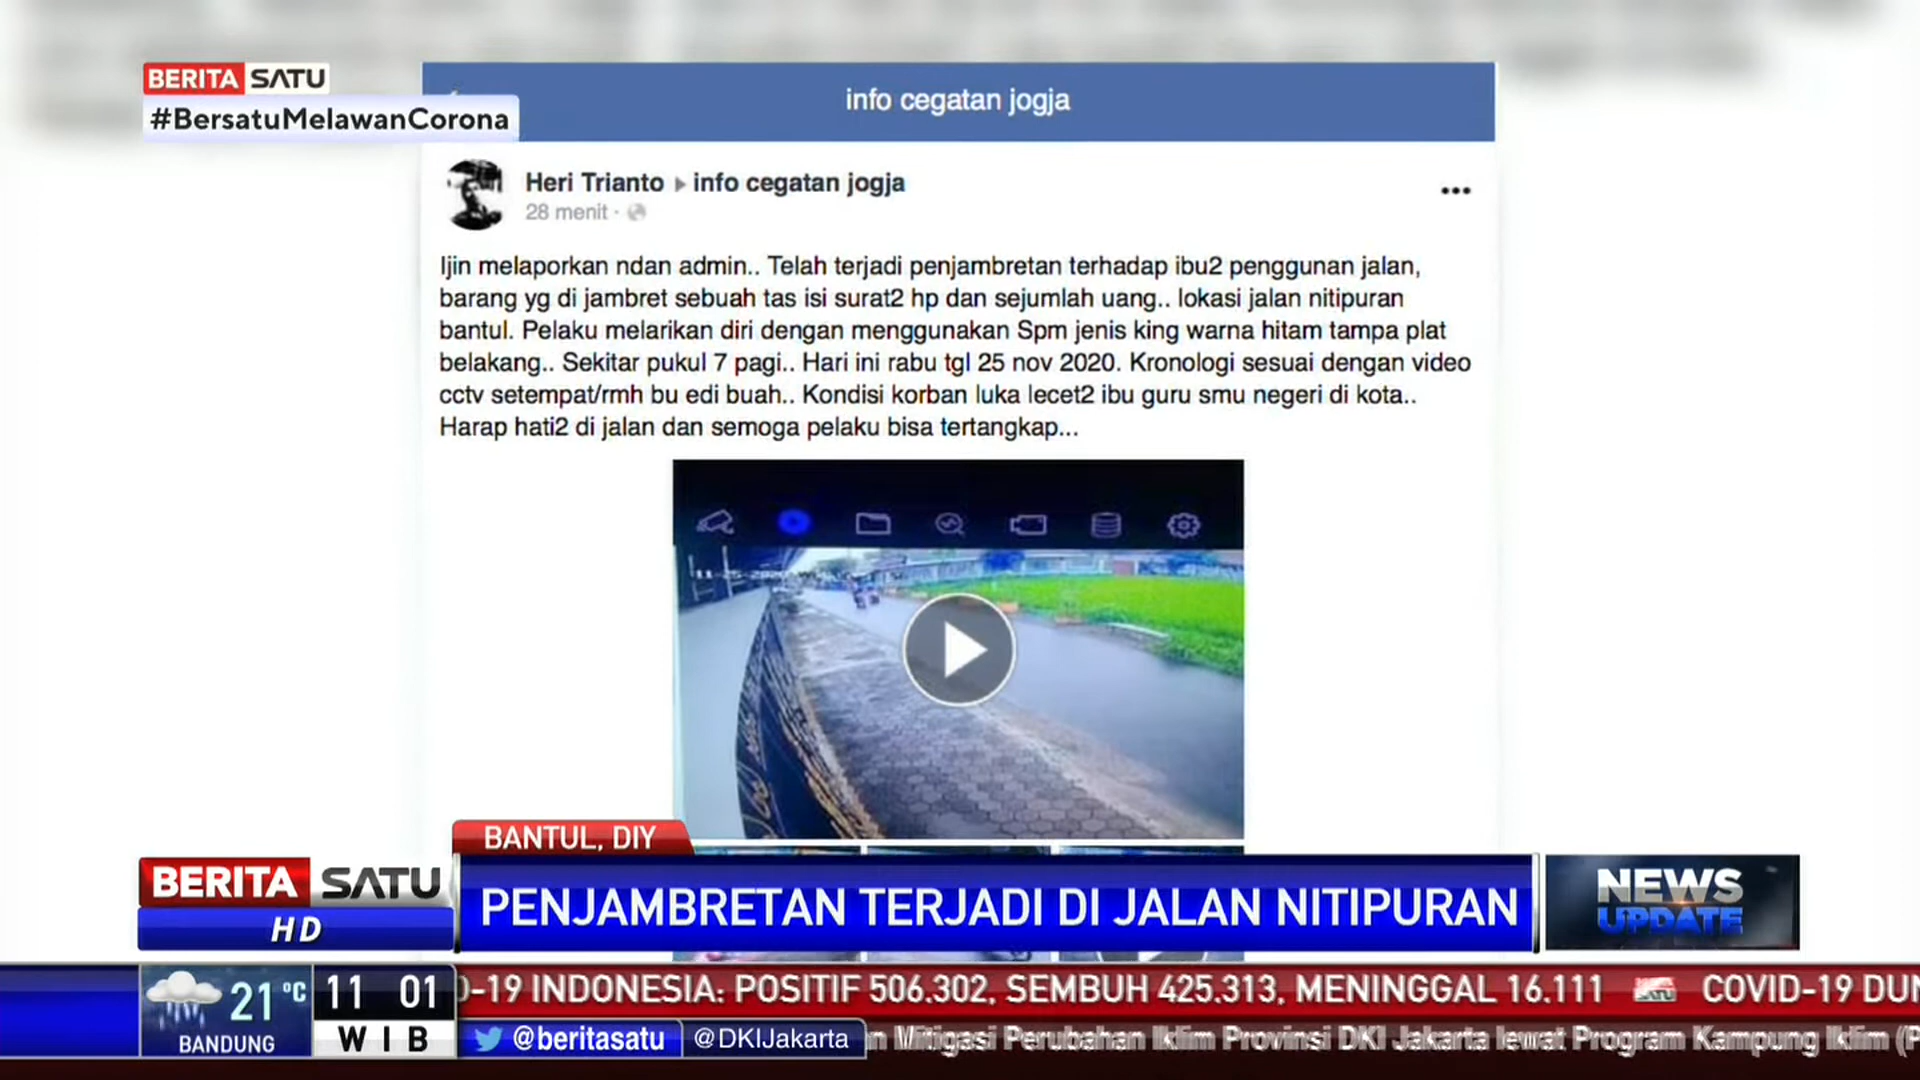 BERITA SATU
#BersatuMelawanCorona
info cegatan jogja
Heri Trianto ▸ info cegatan jogja
28 menit ·
Ijin melaporkan ndan admin.. Telah terjadi penjambretan terhadap ibu2 penggunan jalan,
barang yg di jambret sebuah tas isi surat2 hp dan sejumlah uang.. lokasi jalan nitipuran
bantul. Pelaku melarikan diri dengan menggunakan Spm jenis king warna hitam tampa plat
belakang.. Sekitar pukul 7 pagi.. Hari ini rabu tgl 25 nov 2020. Kronologi sesuai dengan video
cctv setempat/rmh bu edi buah.. Kondisi korban luka lecet2 ibu guru smu negeri di kota..
Harap hati2 di jalan dan semoga pelaku bisa tertangkap...
11-25-2020
BANTUL, DIY
BERITA SATU
HD
PENJAMBRETAN TERJADI DI JALAN NITIPURAN
NEWS
UPDATE
21 °C
BANDUNG
11 01
WIB
D-19 INDONESIA: POSITIF 506.302, SEMBUH 425.313, MENINGGAL 16.111 SATU COVID-19 DUN
@beritasatu @DKIJakarta n Mitigasi Perubahan Iklim Provinsi DKI Jakarta lewat Program Kampung Iklim (P